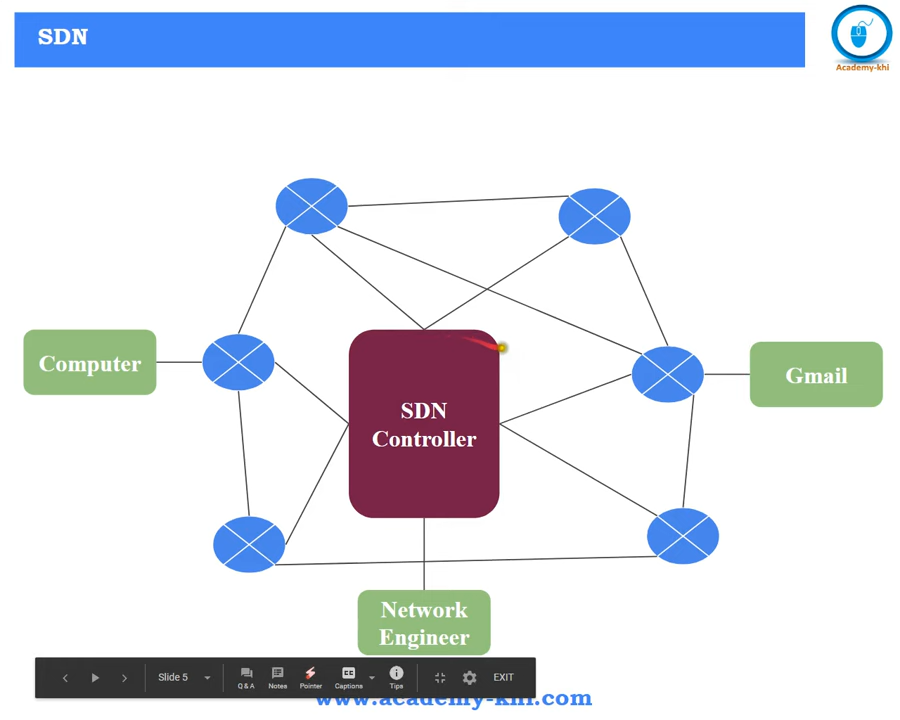 SDN
Academy-khi
Computer
SDN
Controller
Gmail
Network
Engineer
Slide 5
Q & A
Notes
Pointer
CC
Captions
Tips
EXIT
www.academy-khi.com